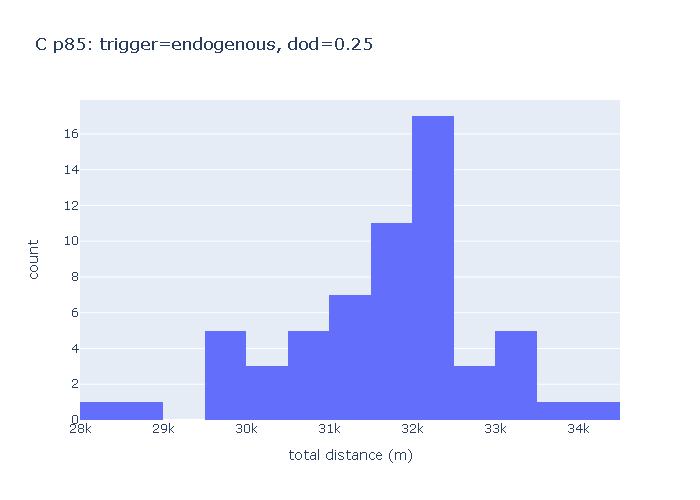 C p85: trigger=endogenous, dod=0.25
16
14
12
10
8
6
4
2
0
count
28k 29k 30k 31k 32k 33k 34k
total distance (m)